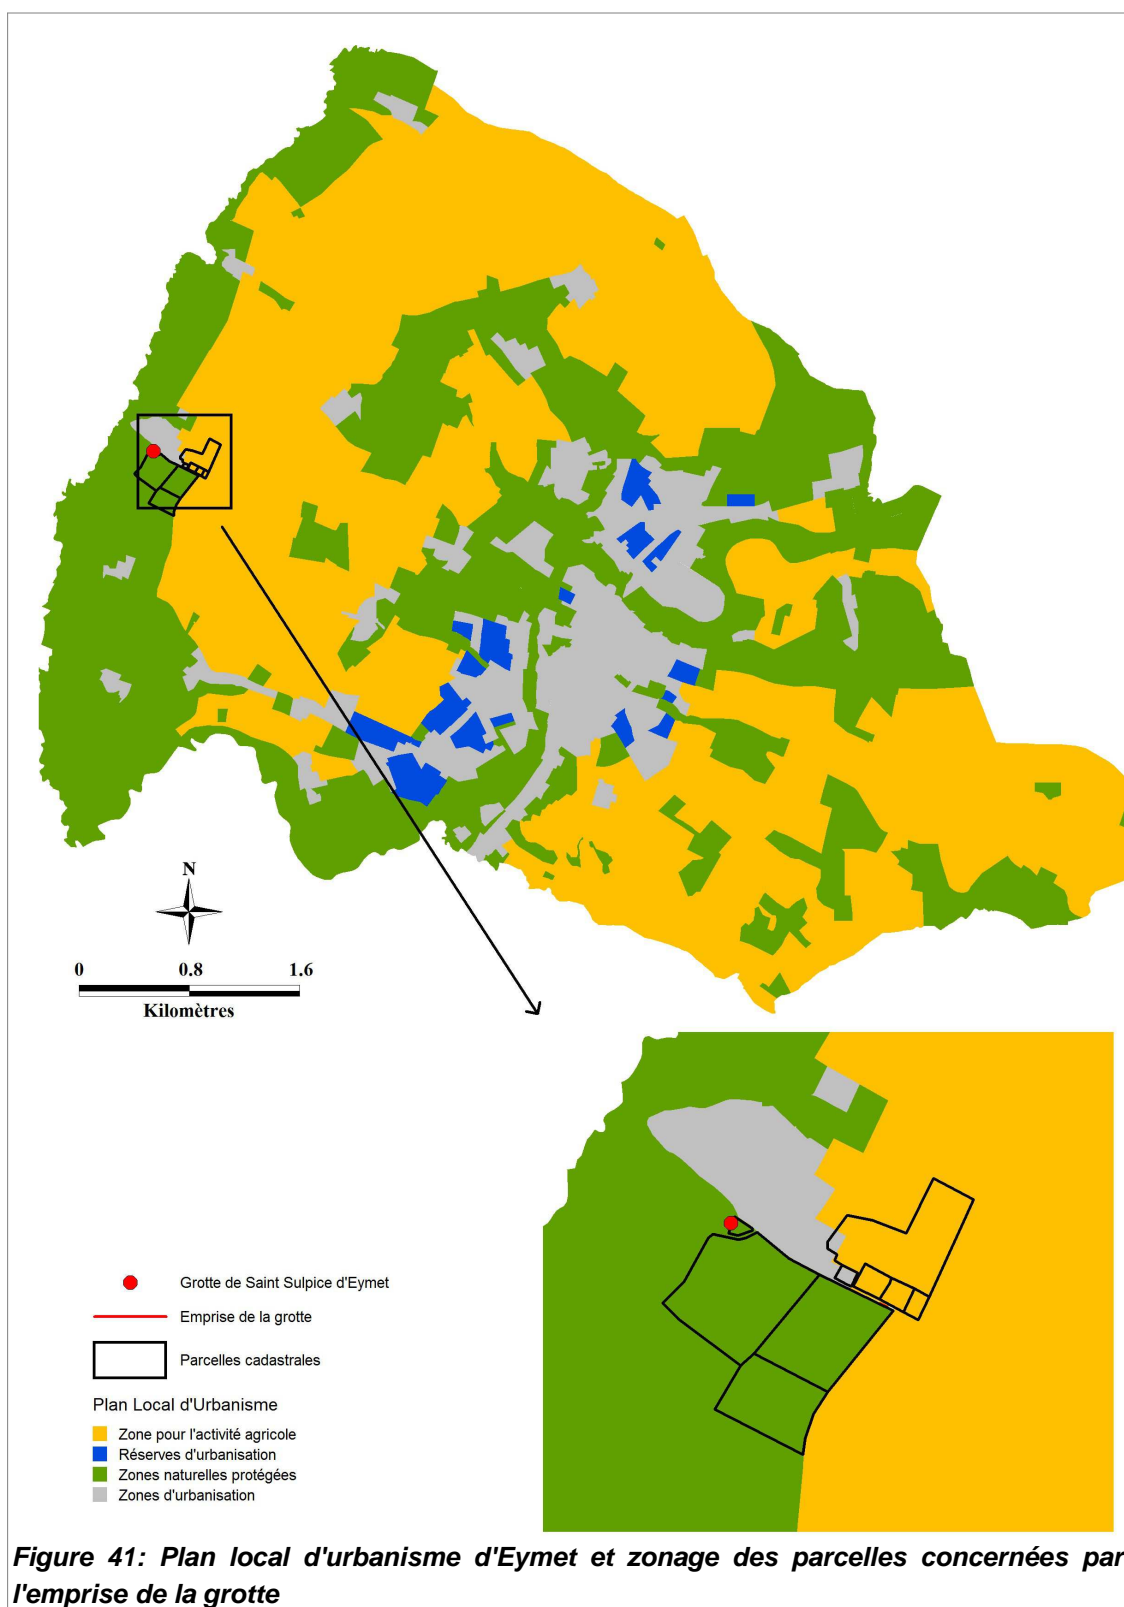 N
0 0.8 1.6
Kilomètres
Grotte de Saint Sulpice d'Eymet
Emprise de la grotte
Parcelles cadastrales
Plan Local d'Urbanisme
Zone pour l'activité agricole
Réserves d'urbanisation
Zones naturelles protégées
Zones d'urbanisation
Figure 41: Plan local d'urbanisme d'Eymet et zonage des parcelles concernées par
l'emprise de la grotte